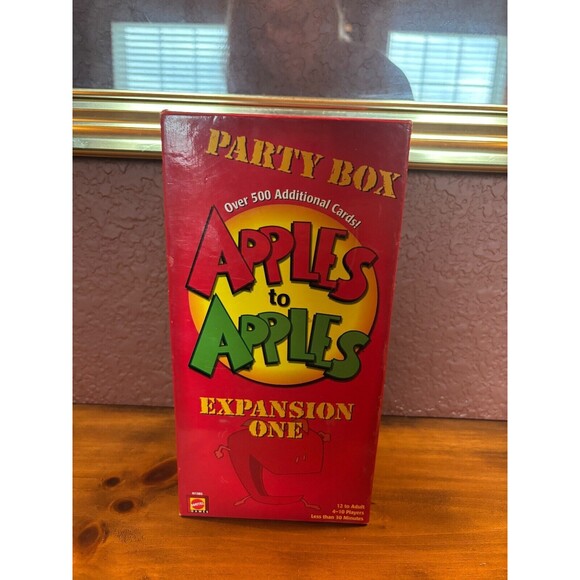 PARTY BOX
Over 500 Additional Cards!
APPLES
to
APPLES
EXPANSION
ONE
12 to Adult
4-10 Players
Less than 30 Minutes